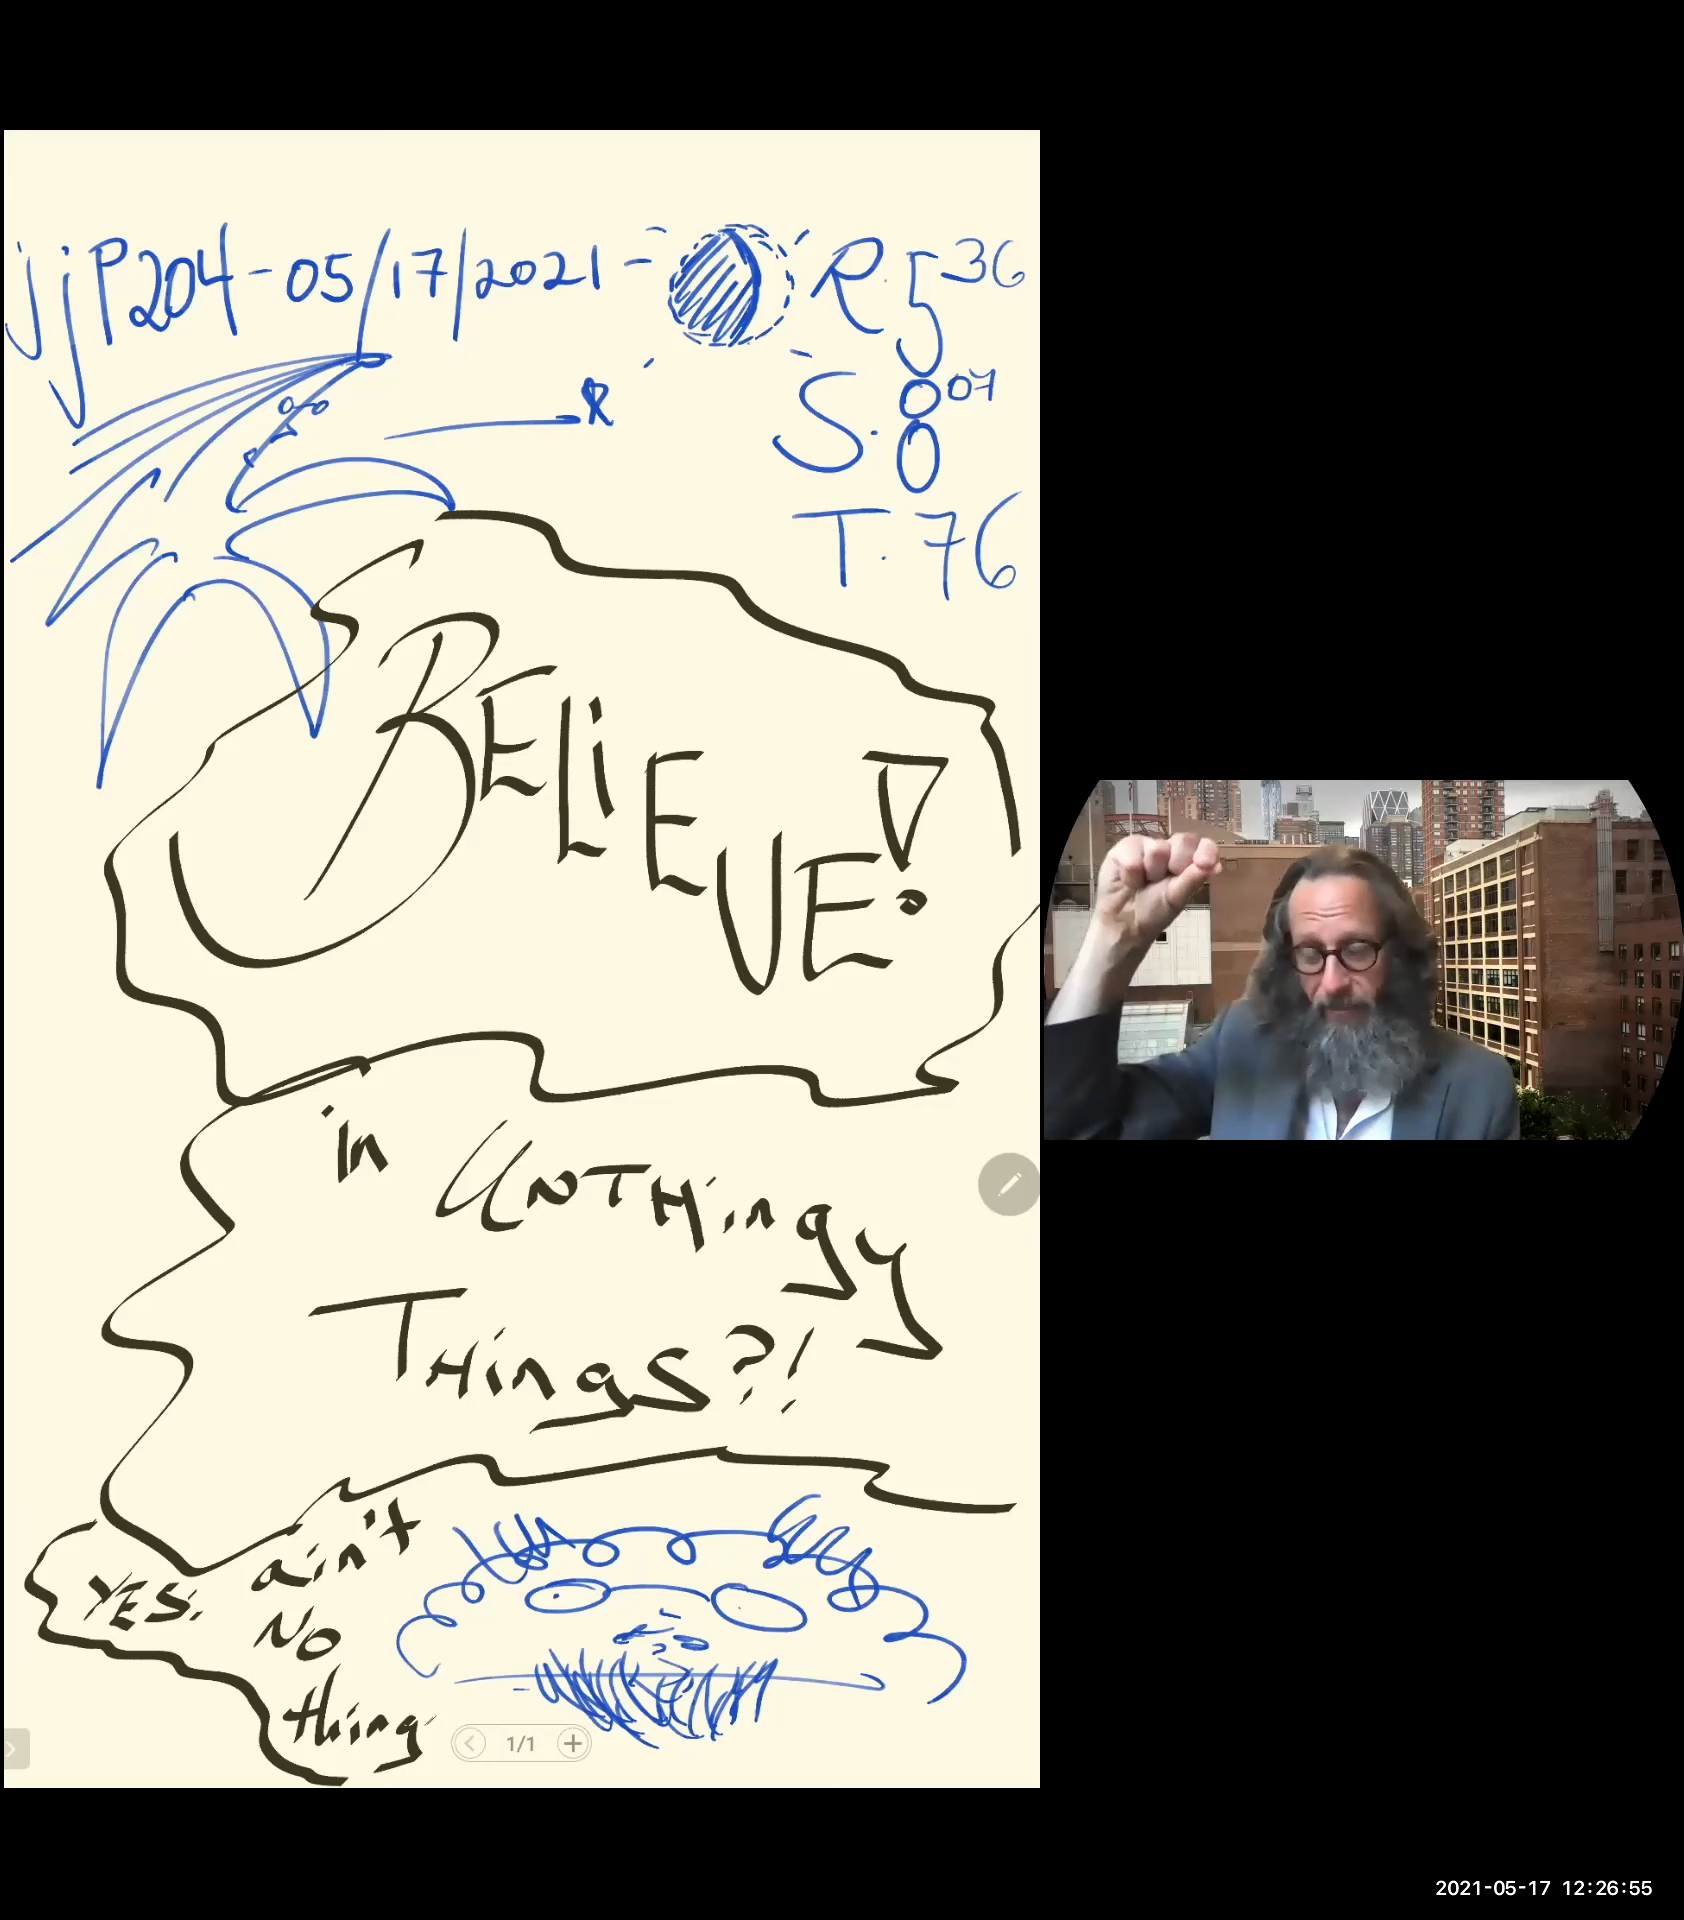 jjP204-05/17/2021-
R. 5 36
S. 8 07
T. 76
BELiEVE!
in UNTHingy
THings?!
YES. ain't
NO
thing
1/1
2021-05-17 12:26:55